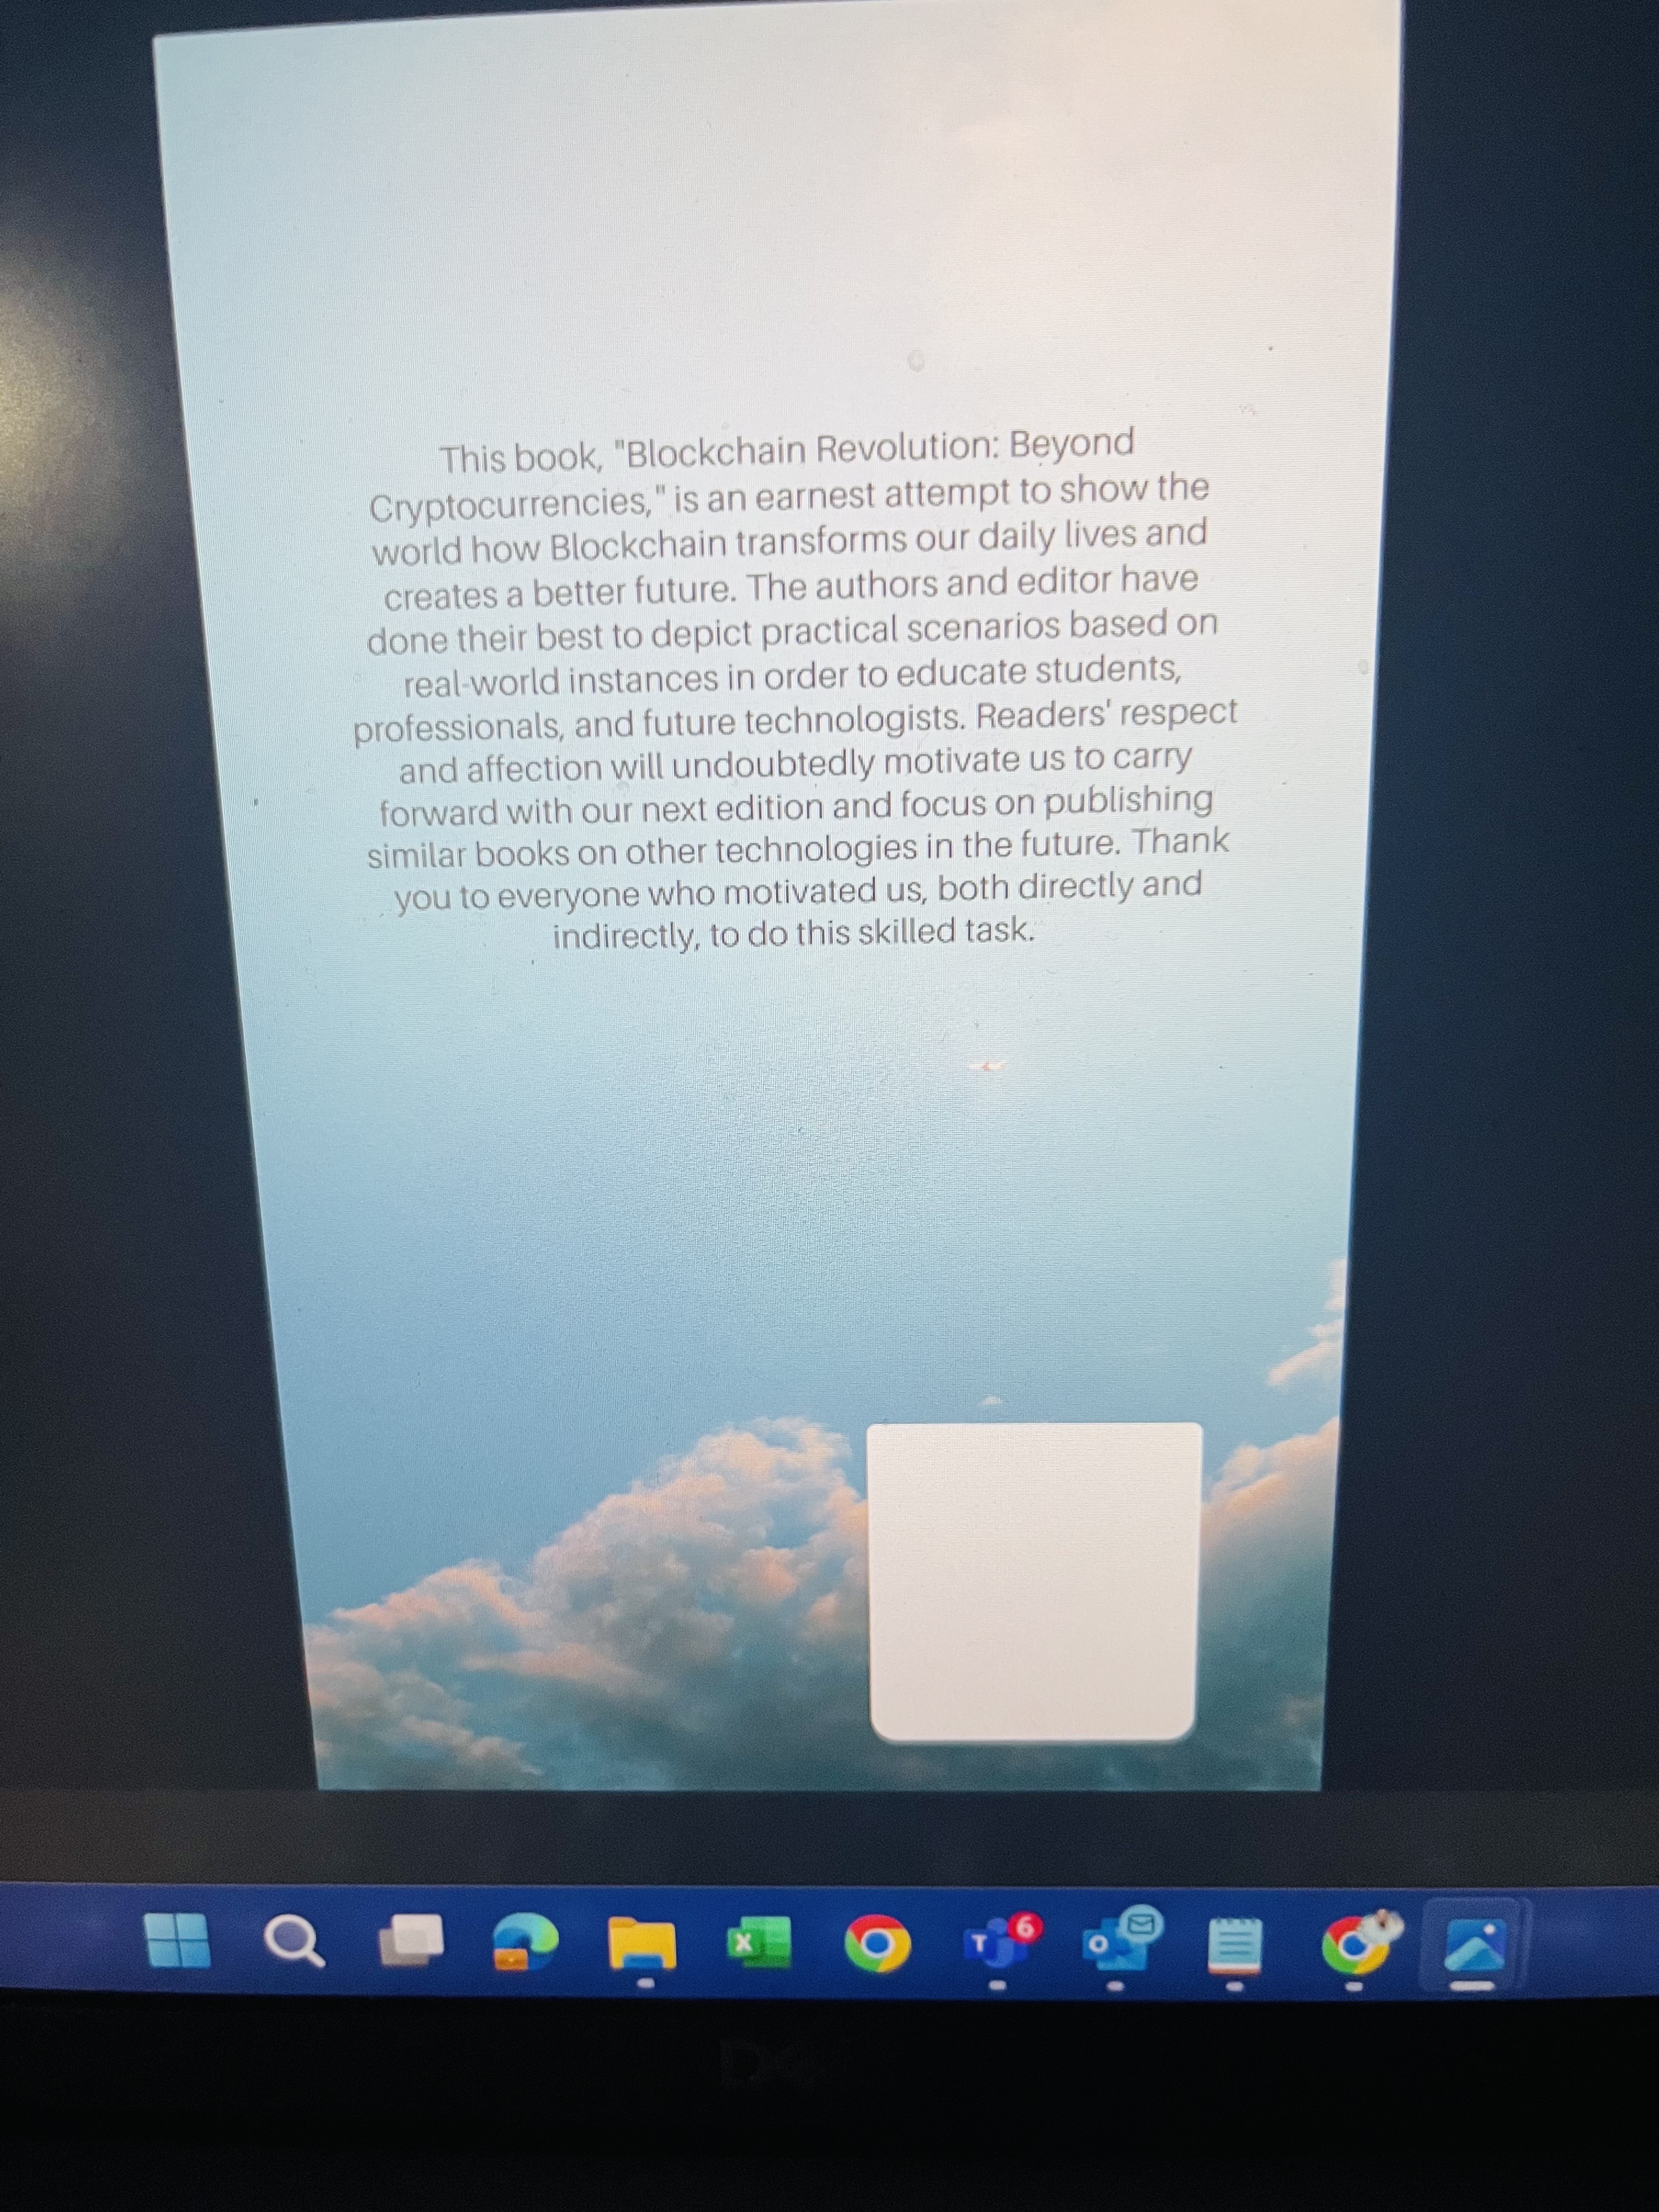 This book, "Blockchain Revolution: Beyond
Cryptocurrencies," is an earnest attempt to show the
world how Blockchain transforms our daily lives and
creates a better future. The authors and editor have
done their best to depict practical scenarios based on
real-world instances in order to educate students,
professionals, and future technologists. Readers' respect
and affection will undoubtedly motivate us to carry
forward with our next edition and focus on publishing
similar books on other technologies in the future. Thank
you to everyone who motivated us, both directly and
indirectly, to do this skilled task.
X T 6 O